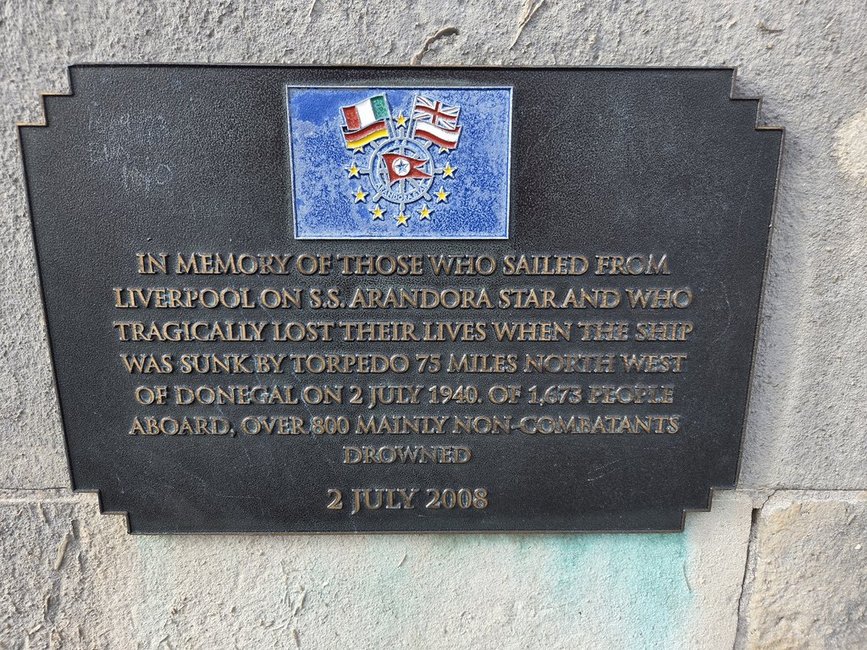 IN MEMORY OF THOSE WHO SAILED FROM
LIVERPOOL ON S.S. ARANDORA STAR AND WHO
TRAGICALLY LOST THEIR LIVES WHEN THE SHIP
WAS SUNK BY TORPEDO 75 MILES NORTH WEST
OF DONEGAL ON 2 JULY 1940. OF 1,673 PEOPLE
ABOARD, OVER 800 MAINLY NON-COMBATANTS
DROWNED
2 JULY 2008